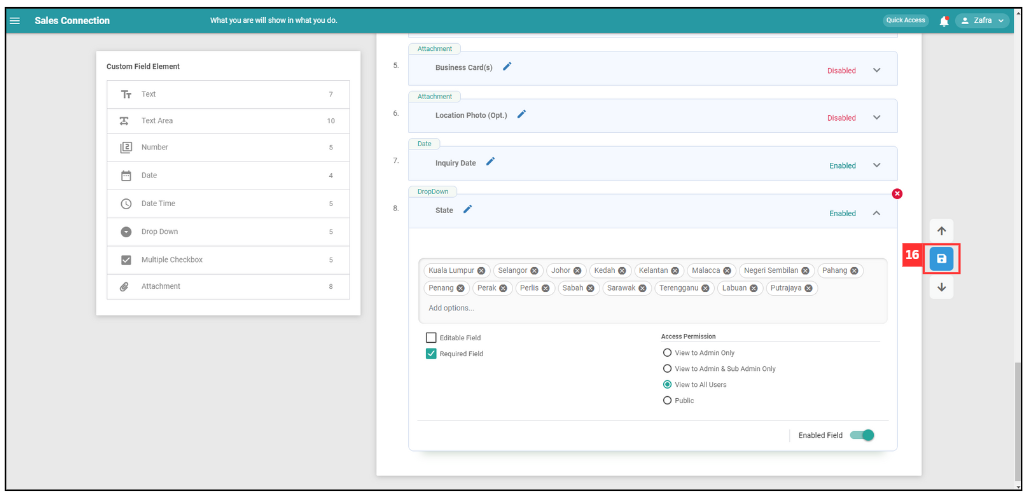 Sales Connection
What you are will show in what you do.
Quick Access
Zafra
Custom Field Element
Text 7
Text Area 10
Number 5
Date 4
Date Time 5
Drop Down 5
Multiple Checkbox 5
Attachment 8
Attachment
5. Business Card(s) Disabled
Attachment
6. Location Photo (Opt.) Disabled
Date
7. Inquiry Date Enabled
DropDown
8. State Enabled
Kuala Lumpur Selangor Johor Kedah Kelantan Malacca Negeri Sembilan Pahang
Penang Perak Perlis Sabah Sarawak Terengganu Labuan Putrajaya
Add options...
Editable Field
Required Field
Access Permission
View to Admin Only
View to Admin & Sub Admin Only
View to All Users
Public
Enabled Field
16